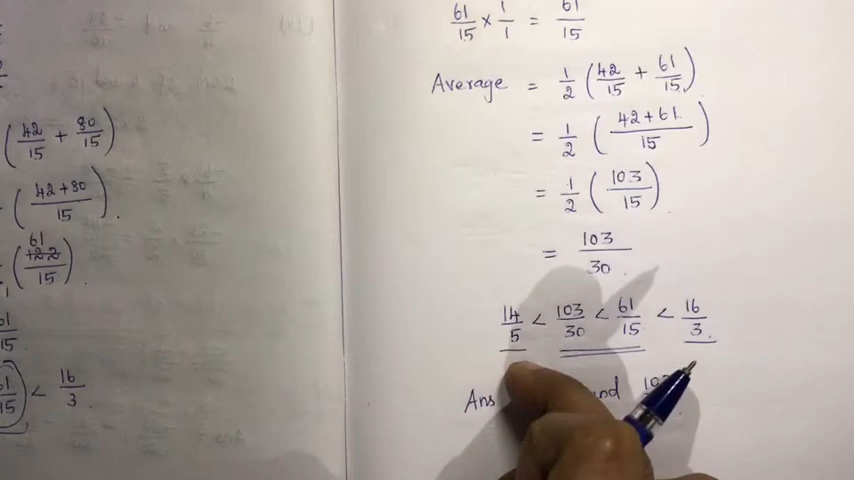 ( 42/15 + 80/15 )
( 42+80 / 15 ) .
61
( 122 / 15 ) .
61/15
61/15 < 16/3 .
61/15 × 1/1 = 61/15
Average = 1/2 ( 42/15 + 61/15 )
= 1/2 ( 42+61 / 15 )
= 1/2 ( 103/15 ) .
= 103/30 .
14/5 < 103/30 < 61/15 < 16/3 .
Ans